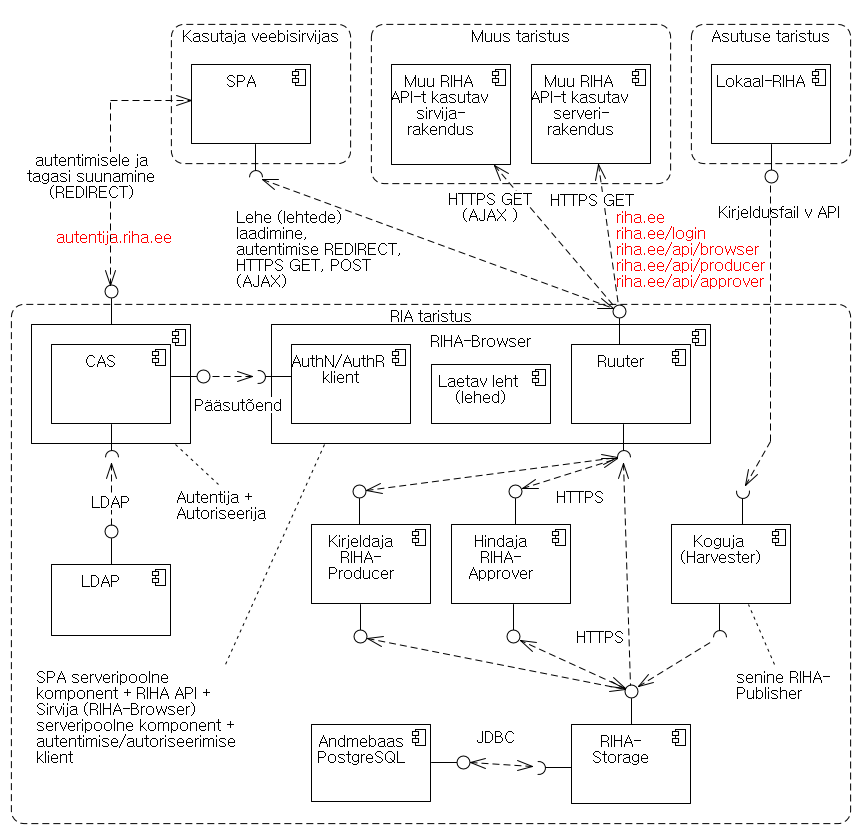 Kasutaja veebisirvijas
Muus taristus
Asutuse taristus
SPA
Muu RIHA
API-t kasutav
sirvija-
rakendus
Muu RIHA
API-t kasutav
serveri-
rakendus
Lokaal-RIHA
autentimisele ja
tagasi suunamine
(REDIRECT)
autentija.riha.ee
Lehe (lehtede)
laadimine,
autentimise REDIRECT,
HTTPS GET, POST
(AJAX)
HTTPS GET
(AJAX )
HTTPS GET
riha.ee
riha.ee/login
riha.ee/api/browser
riha.ee/api/producer
riha.ee/api/approver
Kirjeldusfail v API
RIA taristus
CAS
Pääsutõend
RIHA-Browser
AuthN/AuthR
klient
Laetav leht
(lehed)
Ruuter
LDAP
Autentija +
Autoriseerija
HTTPS
LDAP
Kirjeldaja
RIHA-
Producer
Hindaja
RIHA-
Approver
Koguja
(Harvester)
HTTPS
SPA serveripoolne
komponent + RIHA API +
Sirvija (RIHA-Browser)
serveripoolne komponent +
autentimise/autoriseerimise
klient
senine RIHA-
Publisher
Andmebaas
PostgreSQL
JDBC
RIHA-
Storage